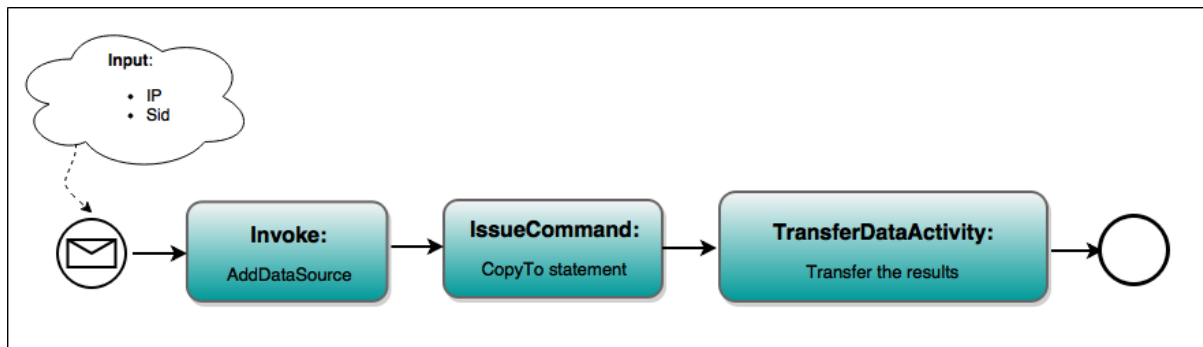 Input:
• IP
• Sid
Invoke:
AddDataSource
IssueCommand:
CopyTo statement
TransferDataActivity:
Transfer the results